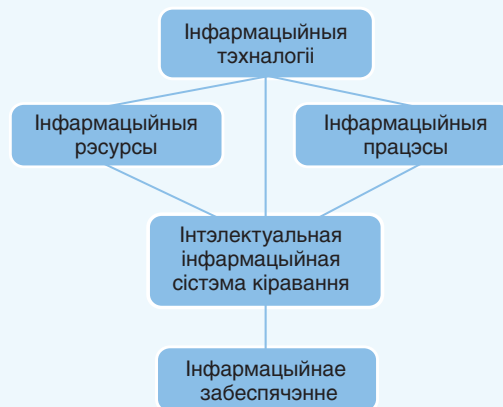 Інфармацыйныя
тэхналогіі
Інфармацыйныя
рэсурсы
Інфармацыйныя
працэсы
Інтэлектуальная
інфармацыйная
сістэма кіравання
Інфармацыйнае
забеспячэнне